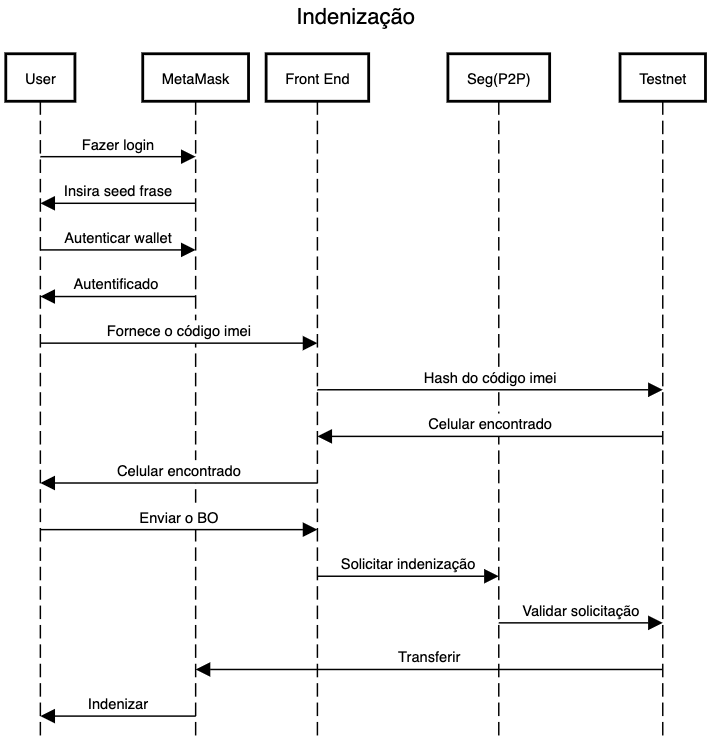 Indenização
User
MetaMask
Front End
Seg(P2P)
Testnet
Fazer login
Insira seed frase
Autenticar wallet
Autentificado
Fornece o código imei
Hash do código imei
Celular encontrado
Celular encontrado
Enviar o BO
Solicitar indenização
Validar solicitação
Transferir
Indenizar